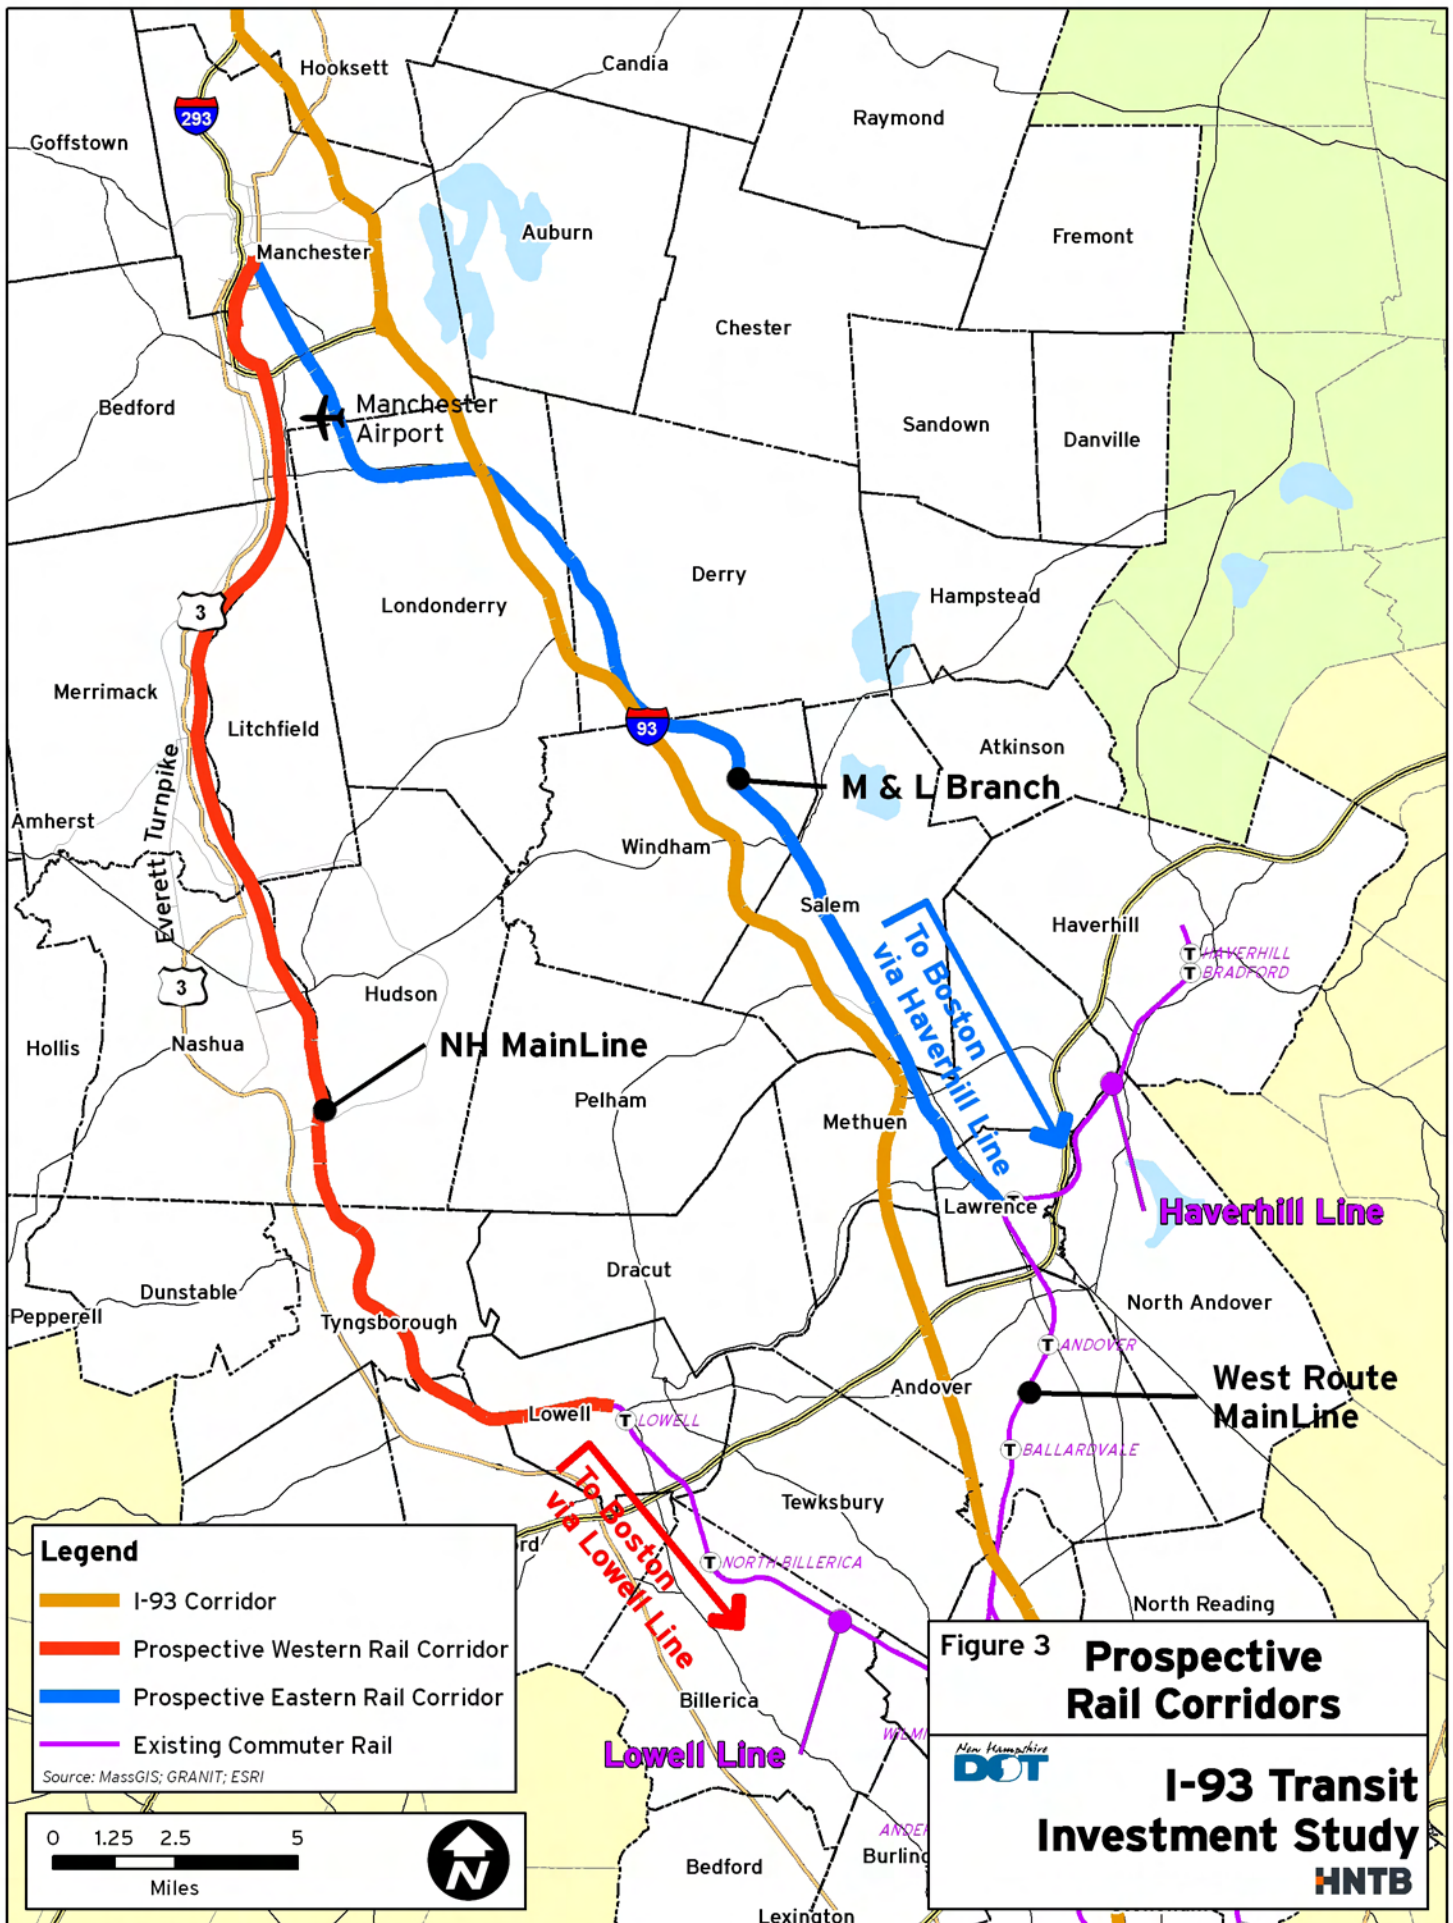 Hooksett
Candia
293
Raymond
Goffstown
Auburn
Fremont
Manchester
Chester
Bedford
Manchester
Airport
Sandown
Danville
Derry
Hampstead
Londonderry
3
Merrimack
Litchfield
93
Atkinson
M & L Branch
Everett Turnpike
Amherst
Windham
Salem
Haverhill
To Boston
via Haverhill Line
T HAVERHILL
T BRADFORD
3
Hudson
Nashua
NH MainLine
Hollis
Pelham
Methuen
Lawrence
T
Haverhill Line
Dracut
Dunstable
Pepperell
Tyngsborough
North Andover
T ANDOVER
Andover
West Route
MainLine
Lowell
T LOWELL
T BALLARDVALE
To Boston
via Lowell Line
Tewksbury
ord
T NORTH BILLERICA
North Reading
Billerica
Lowell Line
WILMI
ANDE
Burling
Bedford
Lexington
Legend
I-93 Corridor
Prospective Western Rail Corridor
Prospective Eastern Rail Corridor
Existing Commuter Rail
Source: MassGIS; GRANIT; ESRI
0 1.25 2.5 5
Miles
N
Figure 3
Prospective
Rail Corridors
New Hampshire
DOT
I-93 Transit
Investment Study
HNTB